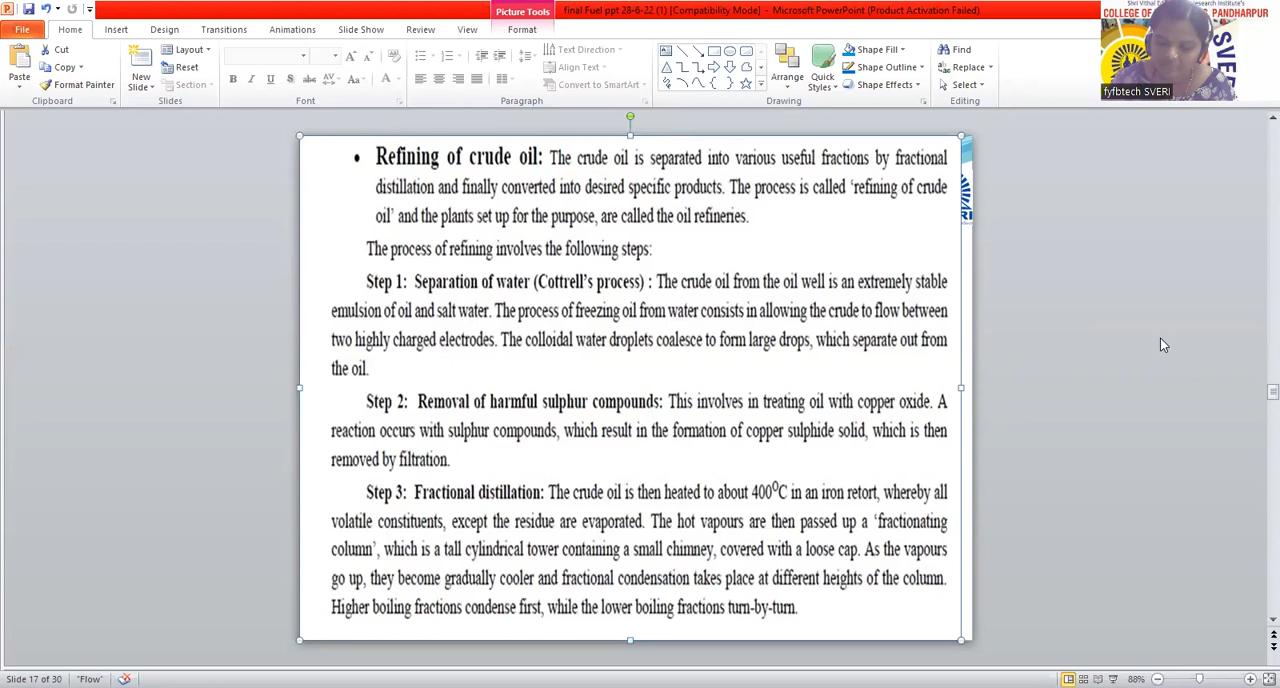 Picture Tools
final Fuel ppt 28-6-22 (1) [Compatibility Mode] - Microsoft PowerPoint (Product Activation Failed)
File Home Insert Design Transitions Animations Slide Show Review View Format
Paste Cut Copy Format Painter Clipboard
New Slide Layout Reset Section Slides
B I U S abc AV Aa A Font
Text Direction Align Text Convert to SmartArt Paragraph
Arrange Quick Styles Shape Fill Shape Outline Shape Effects Drawing
Find Replace Select Editing
COLLEGE OF PANDHARPUR
SVERI
fyfbtech SVERI
• Refining of crude oil: The crude oil is separated into various useful fractions by fractional
distillation and finally converted into desired specific products. The process is called ‘refining of crude
oil’ and the plants set up for the purpose, are called the oil refineries.
The process of refining involves the following steps:
Step 1: Separation of water (Cottrell’s process) : The crude oil from the oil well is an extremely stable
emulsion of oil and salt water. The process of freezing oil from water consists in allowing the crude to flow between
two highly charged electrodes. The colloidal water droplets coalesce to form large drops, which separate out from
the oil.
Step 2: Removal of harmful sulphur compounds: This involves in treating oil with copper oxide. A
reaction occurs with sulphur compounds, which result in the formation of copper sulphide solid, which is then
removed by filtration.
Step 3: Fractional distillation: The crude oil is then heated to about 400⁰C in an iron retort, whereby all
volatile constituents, except the residue are evaporated. The hot vapours are then passed up a ‘fractionating
column’, which is a tall cylindrical tower containing a small chimney, covered with a loose cap. As the vapours
go up, they become gradually cooler and fractional condensation takes place at different heights of the column.
Higher boiling fractions condense first, while the lower boiling fractions turn-by-turn.
Slide 17 of 30 "Flow" 88%